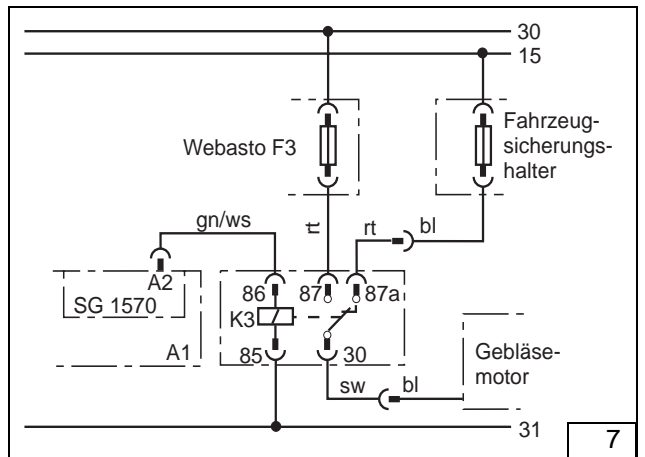 30
15
Webasto F3
Fahrzeug-
sicherungs-
halter
gn/ws
rt
rt
bl
A2
SG 1570
A1
86
87
87a
K3
85
30
sw
bl
Gebläse-
motor
31
7